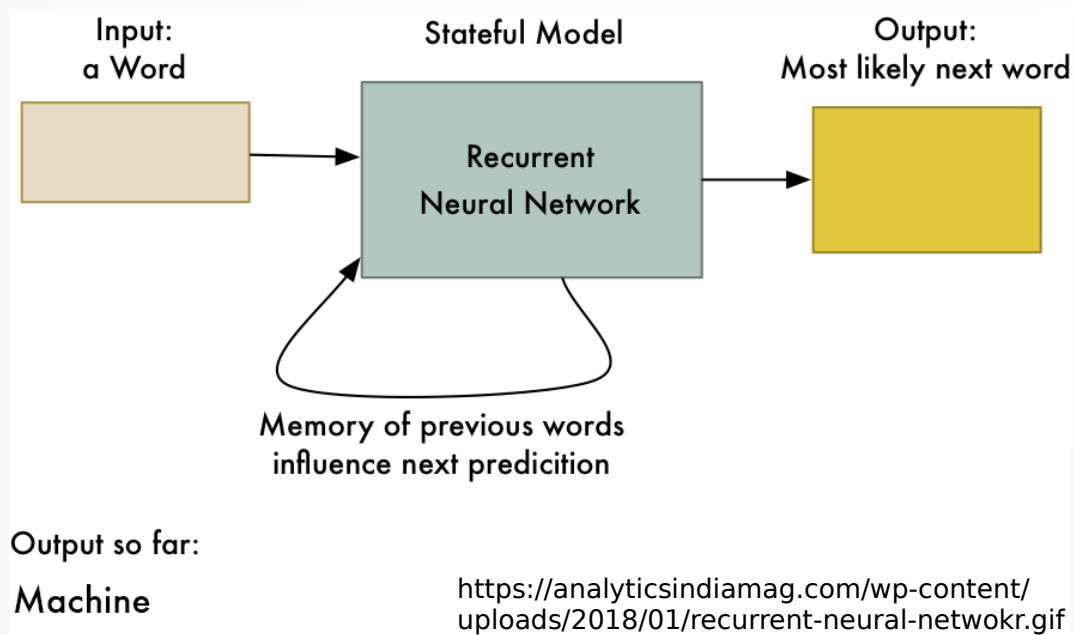 Input:
a Word
Stateful Model
Output:
Most likely next word
Recurrent
Neural Network
Memory of previous words
influence next predicition
Output so far:
Machine
https://analyticsindiamag.com/wp-content/
uploads/2018/01/recurrent-neural-netwokr.gif